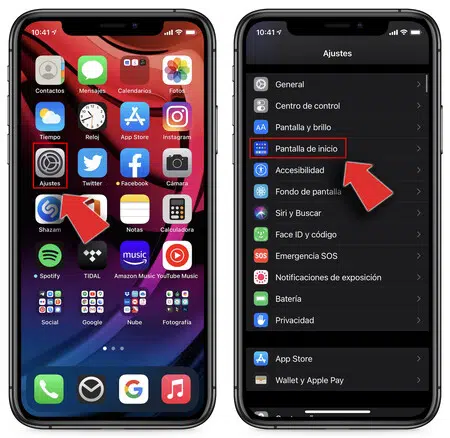 10:41
Contactos Mensajes Calendarios Fotos
Tiempo Reloj App Store Instagram
Ajustes Twitter Facebook Cámara
Shazam Notas Calculadora
music
Spotify TIDAL Amazon Music YouTube Music
Social Google Nube Fotografía
10:41
Ajustes
General
Centro de control
AA Pantalla y brillo
Pantalla de inicio
Accesibilidad
Fondo de pantalla
Siri y Buscar
Face ID y código
SOS Emergencia SOS
Notificaciones de exposición
Batería
Privacidad
App Store
Wallet y Apple Pay